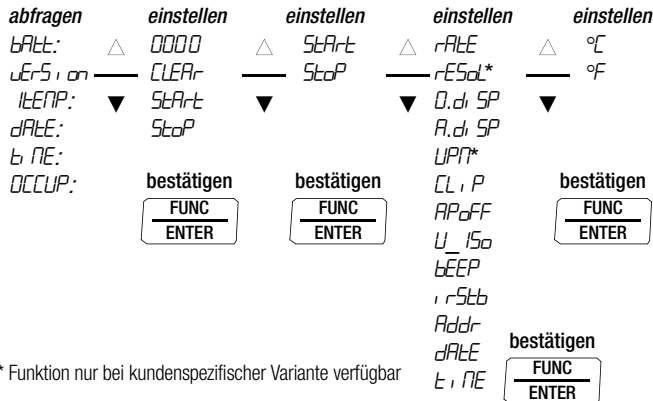 abfragen einstellen einstellen einstellen einstellen
bAtt: △ 0000 △ StArt △ rAtE △ °C
uErSion CLEAr StoP rESoL* °F
ItEMP: ▼ StArt ▼ ▼ 0.diSP ▼
dAtE: StoP A.diSP
tiME: UPM*
OCCUP: bestätigen bestätigen CLiP bestätigen
FUNC FUNC APoFF FUNC
ENTER ENTER U_ISo ENTER
bEEP
irStb
Addr
dAtE bestätigen
* Funktion nur bei kundenspezifischer Variante verfügbar tiME FUNC
ENTER